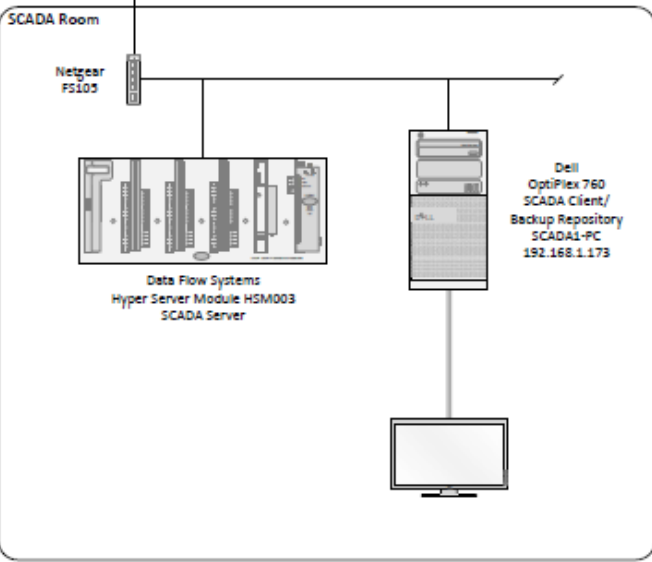 SCADA Room
Netgear
FS105
Dell
OptiPlex 760
SCADA Client/
Backup Repository
SCADA1-PC
192.168.1.173
DELL
Data Flow Systems
Hyper Server Module HSM003
SCADA Server